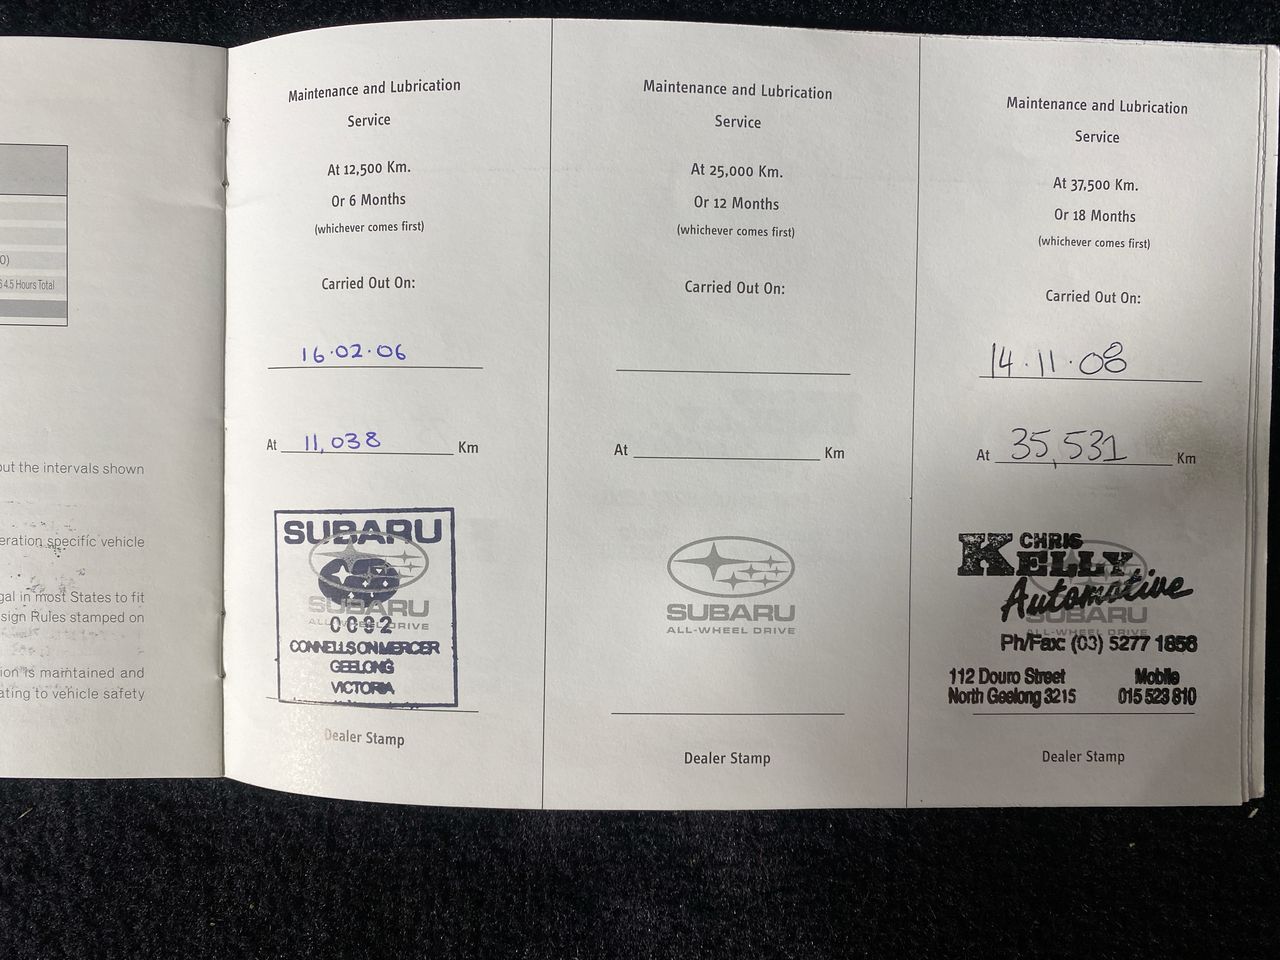 0)
4.5 Hours Total
out the intervals shown
eration specific vehicle
gal in most States to fit
sign Rules stamped on
ion is maintained and
ating to vehicle safety
Maintenance and Lubrication
Service
At 12,500 Km.
Or 6 Months
(whichever comes first)
Carried Out On:
16.02.06
At 11,038 Km
SUBARU
SUBARU
ALL-WHEEL DRIVE
0092
CONNELLS ON MERCER
GEELONG
VICTORIA
Dealer Stamp
Maintenance and Lubrication
Service
At 25,000 Km.
Or 12 Months
(whichever comes first)
Carried Out On:
At Km
SUBARU
ALL-WHEEL DRIVE
Dealer Stamp
Maintenance and Lubrication
Service
At 37,500 Km.
Or 18 Months
(whichever comes first)
Carried Out On:
14.11.08
At 35,531 Km
CHRIS
KELLY
Automotive
SUBARU
ALL-WHEEL DRIVE
Ph/Fax: (03) 5277 1858
112 Douro Street Mobile
North Geelong 3215 015 523 810
Dealer Stamp